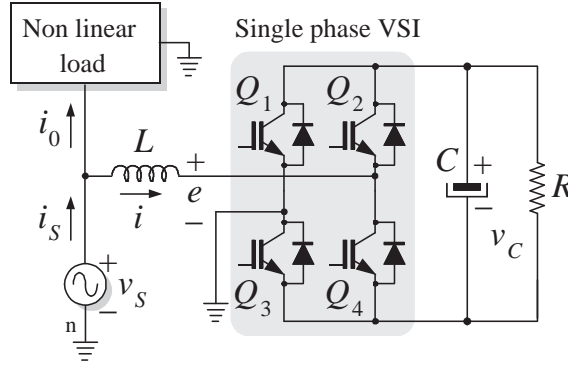 Non linear
load
Single phase VSI
Q1
Q2
i0
L
+
C
+
R
i
e
−
−
iS
vC
+
vS
Q3
Q4
−
n